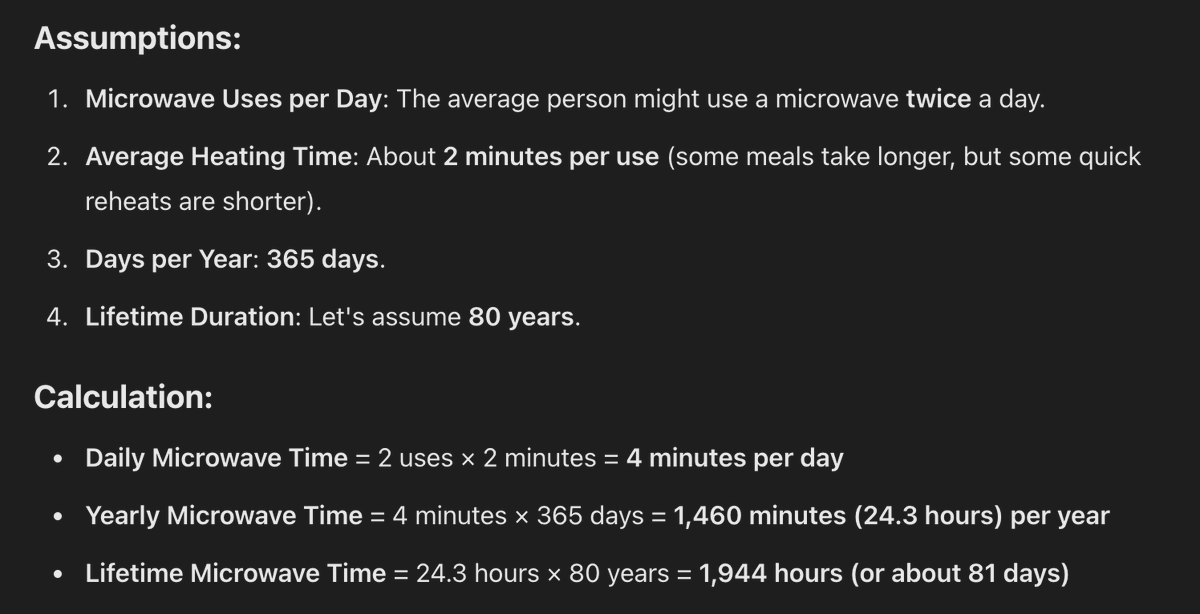 Assumptions:
1. Microwave Uses per Day: The average person might use a microwave twice a day.
2. Average Heating Time: About 2 minutes per use (some meals take longer, but some quick
reheats are shorter).
3. Days per Year: 365 days.
4. Lifetime Duration: Let's assume 80 years.
Calculation:
• Daily Microwave Time = 2 uses × 2 minutes = 4 minutes per day
• Yearly Microwave Time = 4 minutes × 365 days = 1,460 minutes (24.3 hours) per year
• Lifetime Microwave Time = 24.3 hours × 80 years = 1,944 hours (or about 81 days)